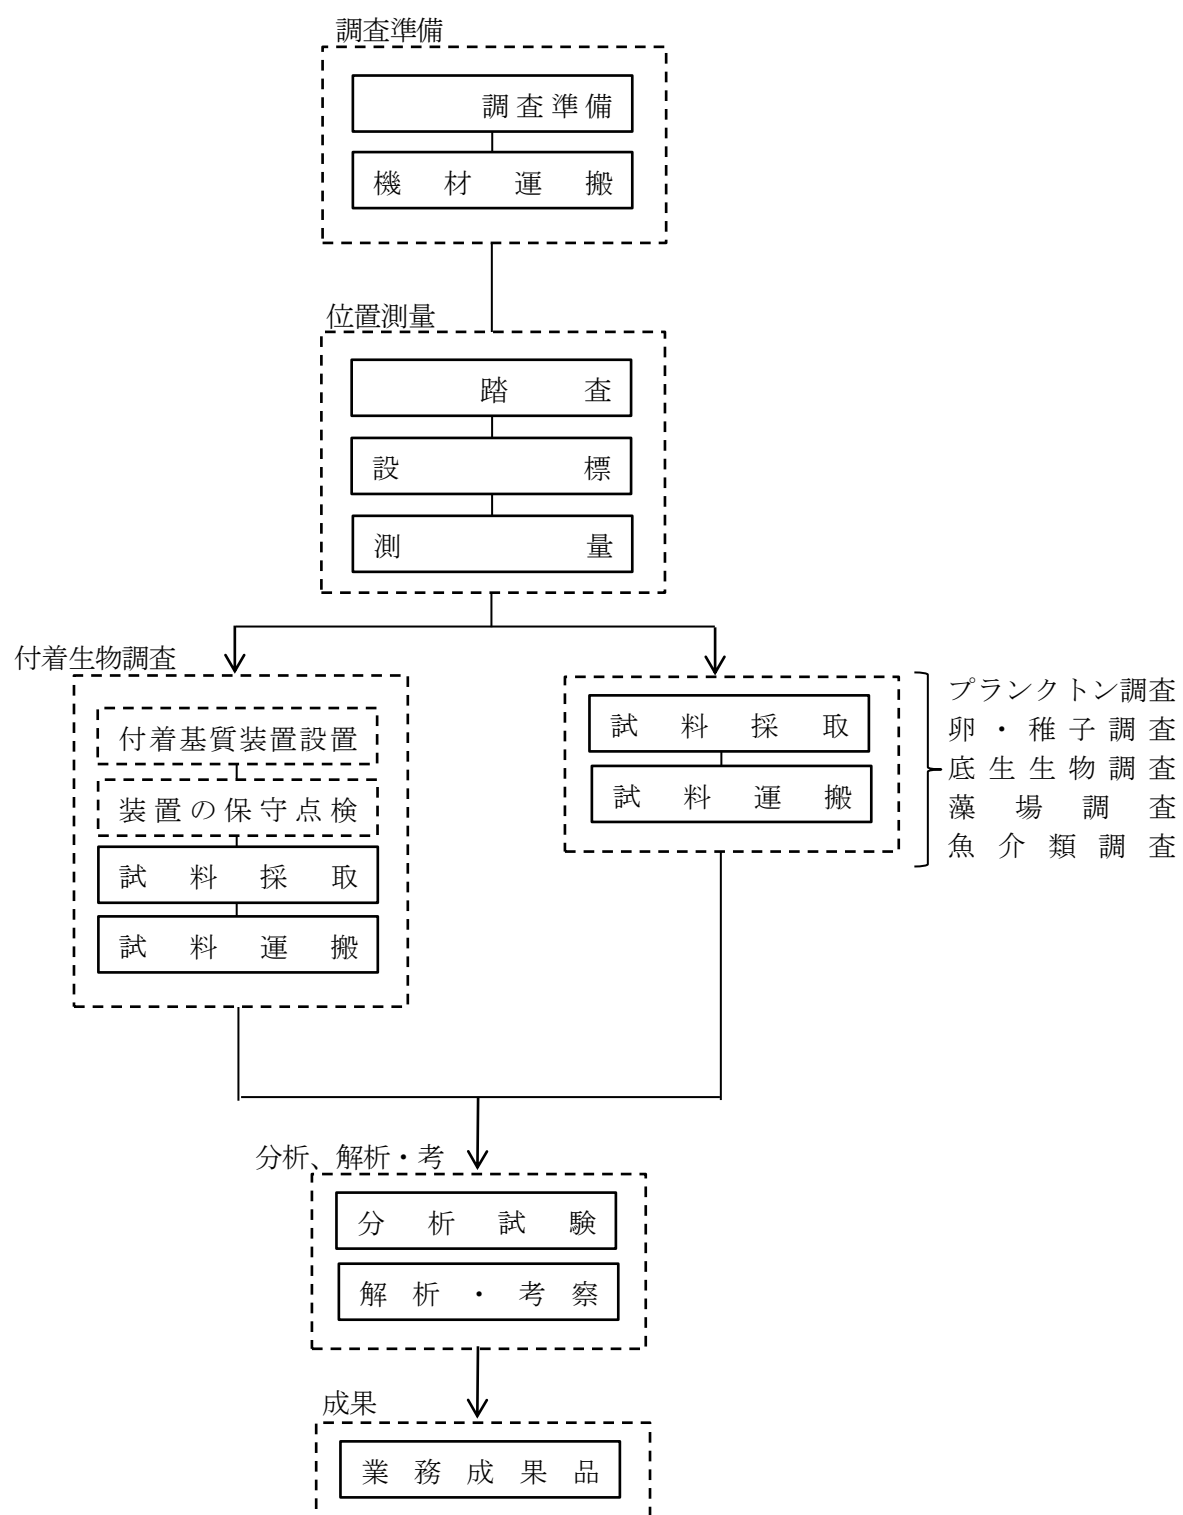 調査準備
調査準備
機材運搬
位置測量
踏査
設標
測量
付着生物調査
付着基質装置設置
装置の保守点検
試料採取
試料運搬
試料採取
試料運搬
プランクトン調査
卵・稚子調査
底生生物調査
藻場調査
魚介類調査
分析、解析・考
分析試験
解析・考察
成果
業務成果品